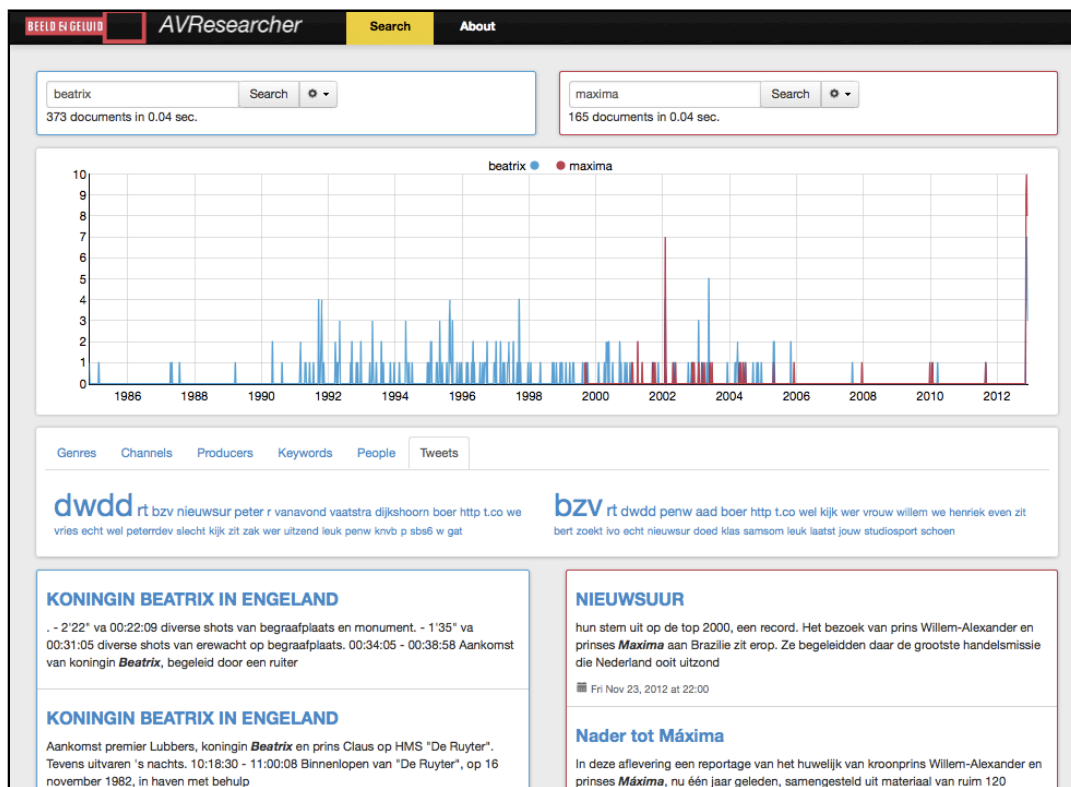 BEELD EN GELUID AVResearcher Search About
beatrix Search
373 documents in 0.04 sec.
maxima Search
165 documents in 0.04 sec.
beatrix maxima
10
9
8
7
6
5
4
3
2
1
0
1986 1988 1990 1992 1994 1996 1998 2000 2002 2004 2006 2008 2010 2012
Genres Channels Producers Keywords People Tweets
dwdd rt bzv nieuwsuur peter r vanavond vaatstra dijkshoorn boer http t.co we
vries echt wel peterrdev slecht kijk zit zak wer uitzend leuk penw knvb p sbs6 w gat
bzv rt dwdd penw aad boer http t.co wel kijk wer vrouw willem we henriek even zit
bert zoekt ivo echt nieuwsuur doed klas samsom leuk laatst jouw studiosport schoen
KONINGIN BEATRIX IN ENGELAND
. - 2'22" va 00:22:09 diverse shots van begraafplaats en monument. - 1'35" va
00:31:05 diverse shots van erewacht op begraafplaats. 00:34:05 - 00:38:58 Aankomst
van koningin Beatrix, begeleid door een ruiter
KONINGIN BEATRIX IN ENGELAND
Aankomst premier Lubbers, koningin Beatrix en prins Claus op HMS "De Ruyter".
Tevens uitvaren 's nachts. 10:18:30 - 11:00:08 Binnenlopen van "De Ruyter", op 16
november 1982, in haven met behulp
NIEUWSUUR
hun stem uit op de top 2000, een record. Het bezoek van prins Willem-Alexander en
prinses Maxima aan Brazilie zit erop. Ze begeleidden daar de grootste handelsmissie
die Nederland ooit uitzond
Fri Nov 23, 2012 at 22:00
Nader tot Máxima
In deze aflevering een reportage van het huwelijk van kroonprins Willem-Alexander en
prinses Máxima, nu één jaar geleden, samengesteld uit materiaal van ruim 120